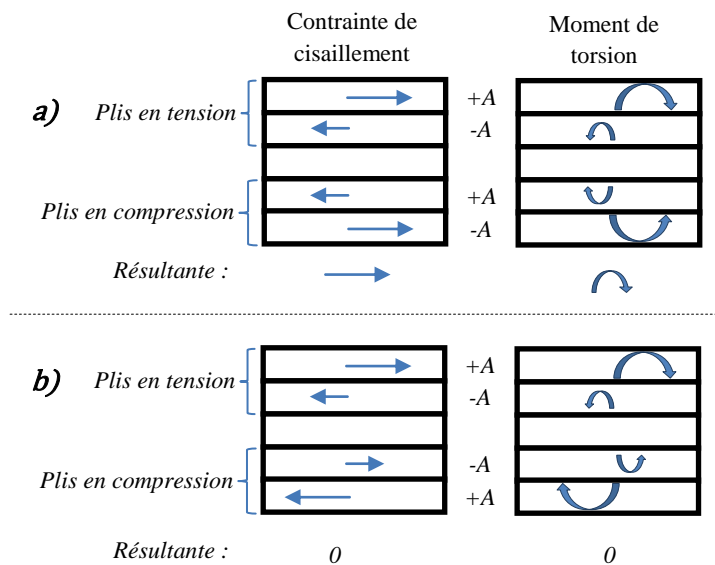 Contrainte de
cisaillement
Moment de
torsion
a)
Plis en tension
+A
-A
Plis en compression
+A
-A
Résultante :
b)
Plis en tension
+A
-A
Plis en compression
-A
+A
Résultante :
0
0